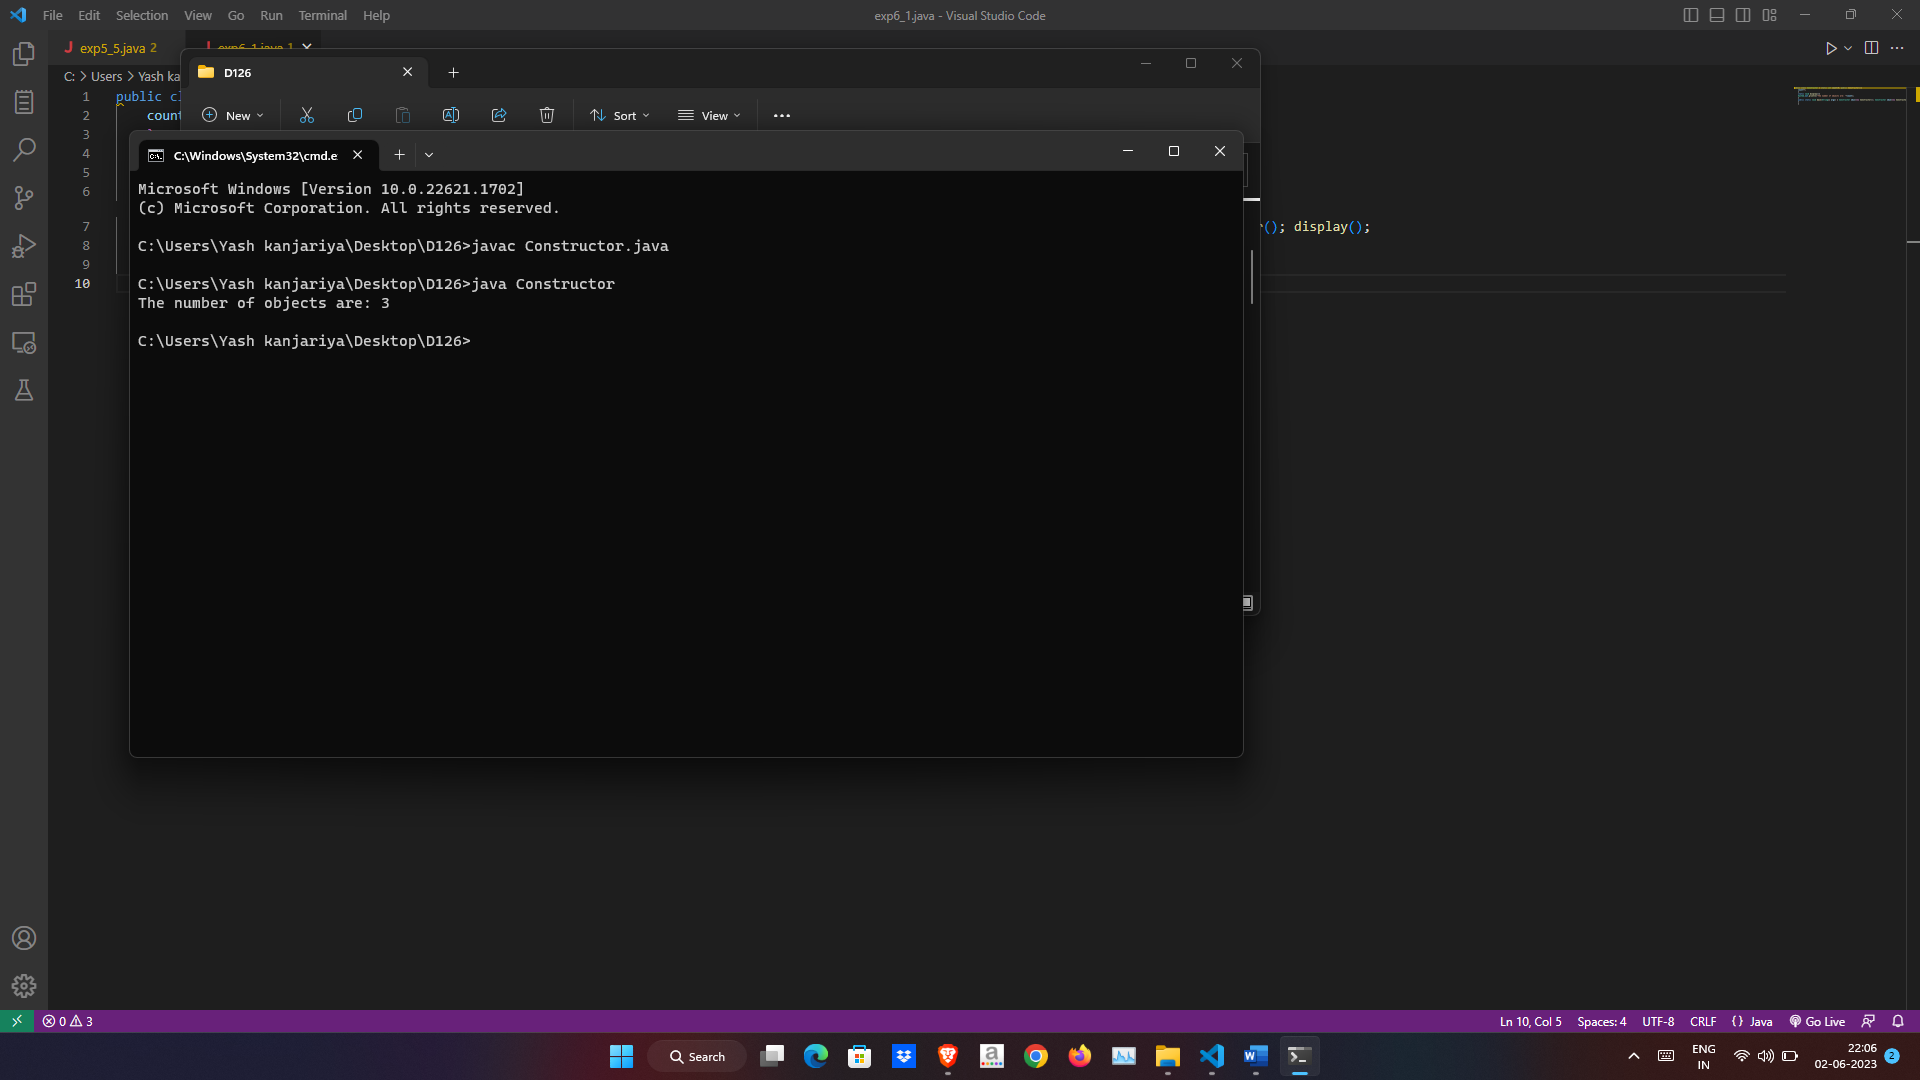 File Edit Selection View Go Run Terminal Help
exp6_1.java - Visual Studio Code
exp5_5.java 2
exp6_1.java 1
C: > Users > Yash ka
D126
New
Sort
View
1 public cl
2 count
3
4
5
6
7 (); display();
8
9
10
C:\Windows\System32\cmd.e
Microsoft Windows [Version 10.0.22621.1702]
(c) Microsoft Corporation. All rights reserved.
C:\Users\Yash kanjariya\Desktop\D126>javac Constructor.java
C:\Users\Yash kanjariya\Desktop\D126>java Constructor
The number of objects are: 3
C:\Users\Yash kanjariya\Desktop\D126>
0 3
Ln 10, Col 5 Spaces: 4 UTF-8 CRLF {} Java Go Live
Search
ENG
IN
22:06
02-06-2023
2